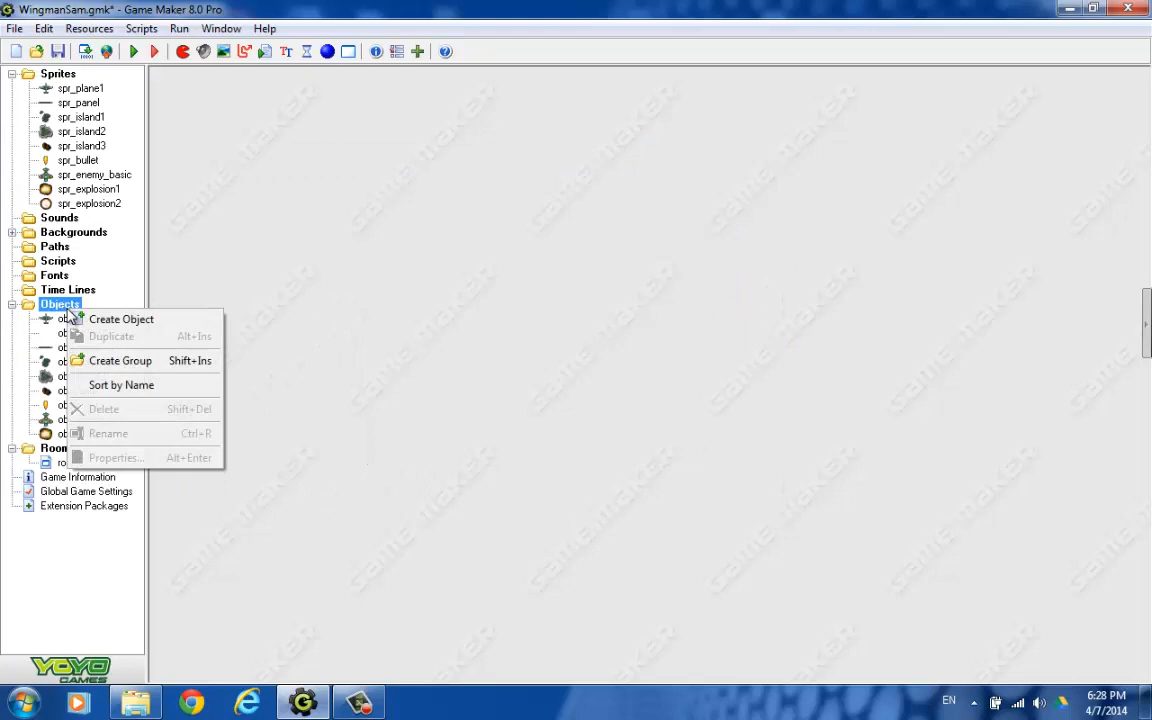 WingmanSam.gmk* - Game Maker 8.0 Pro
File Edit Resources Scripts Run Window Help
Sprites
spr_plane1
spr_panel
spr_island1
spr_island2
spr_island3
spr_bullet
spr_enemy_basic
spr_explosion1
spr_explosion2
Sounds
Backgrounds
Paths
Scripts
Fonts
Time Lines
Objects
Create Object
Duplicate Alt+Ins
Create Group Shift+Ins
Sort by Name
Delete Shift+Del
Rename Ctrl+R
Properties... Alt+Enter
Game Information
Global Game Settings
Extension Packages
YOYO
GAMES
EN
6:28 PM
4/7/2014
GAME MAKER